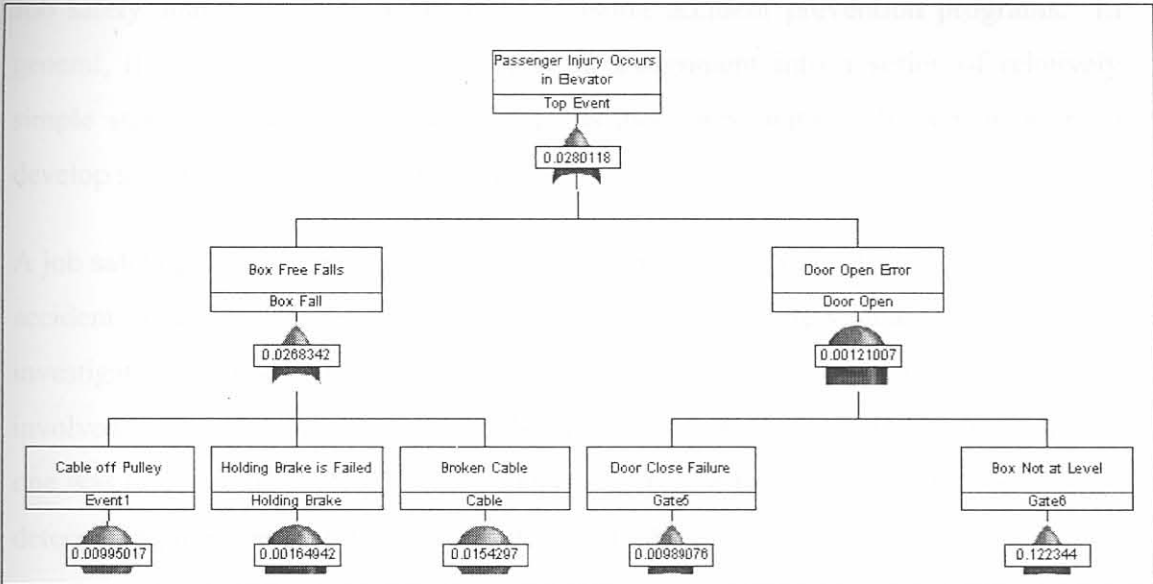 Passenger Injury Occurs
in Elevator
Top Event
0.0280118
Box Free Falls
Box Fall
0.0268342
Door Open Error
Door Open
0.00121007
Cable off Pulley
Event1
0.00995017
Holding Brake is Failed
Holding Brake
0.00164942
Broken Cable
Cable
0.0154297
Door Close Failure
Gate5
0.00989076
Box Not at Level
Gate6
0.122344